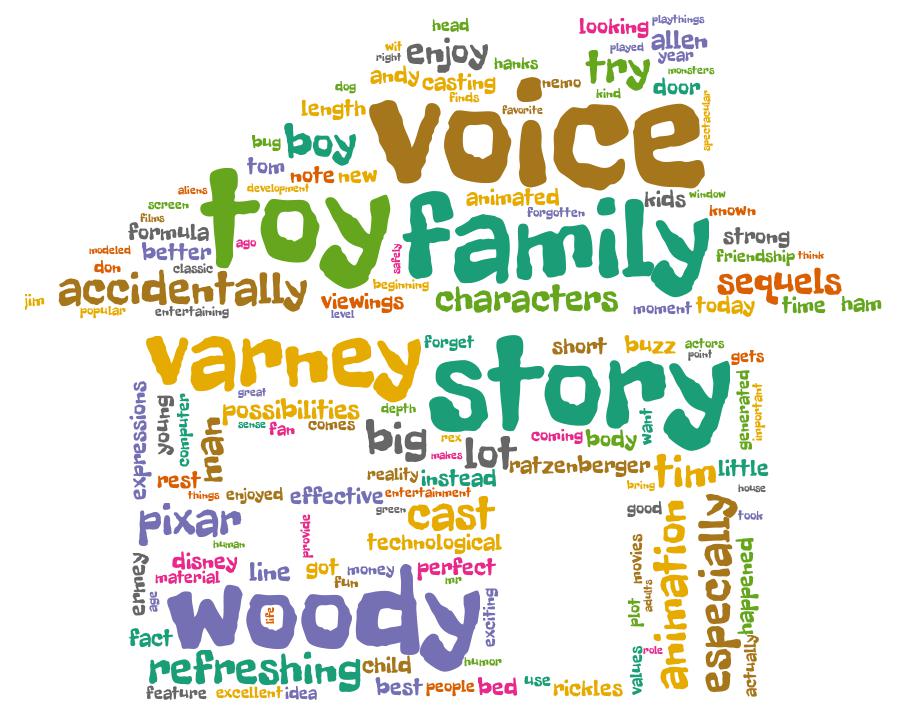 head
looking
playthings
wit
right
enjoy
played
allen
hanks
try
year
monsters
andy
casting
nemo
kind
door
dog
finds
length
voice
favorite
spectacular
bug
boy
tom
note
new
aliens
development
toy
family
animated
kids
window
screen
forgotten
known
films
formula
ago
strong
modeled
better
safely
friendship
think
don
classic
beginning
sequels
jim
accidentally
viewings
characters
popular
entertaining
level
moment
today
time
ham
varney
forget
story
short
buzz
actors
point
gets
expressions
young
computer
great
possibilities
depth
generated
important
man
sense
fan
comes
big
rex
makes
lot
coming
body
want
ratzenberger
tim
little
rest
reality
instead
things
enjoyed
effective
entertainment
bring
house
pixar
green
cast
good
took
human
provide
technological
animation
especially
movies
happened
ermey
disney
material
line
got
money
perfect
mr
fun
age
woody
life
exciting
adults
plot
fact
role
values
actually
refreshing
child
humor
feature
excellent
idea
best
people
bed
use
rickles